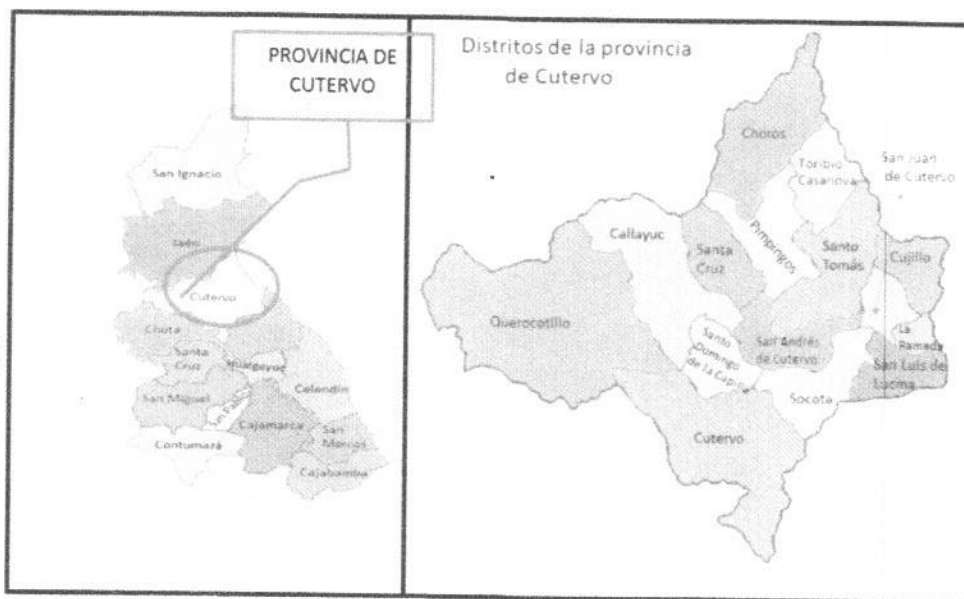 PROVINCIA DE
CUTERVO
San Ignacio
Jaén
Cutervo
Chota
Santa
Cruz
Hualgayoc
Celendín
San Miguel
San Pablo
Cajamarca
San
Marcos
Contumazá
Cajabamba
Distritos de la provincia
de Cutervo
Choros
Toribio
Casanova
San Juan
de Cutervo
Callayuc
Santa
Cruz
Pimpingos
Santo
Tomás
Cujillo
Querocotillo
Santo
Domingo
de la Capilla
San Andrés
de Cutervo
La
Ramada
San Luis de
Lucma
Socota
Cutervo